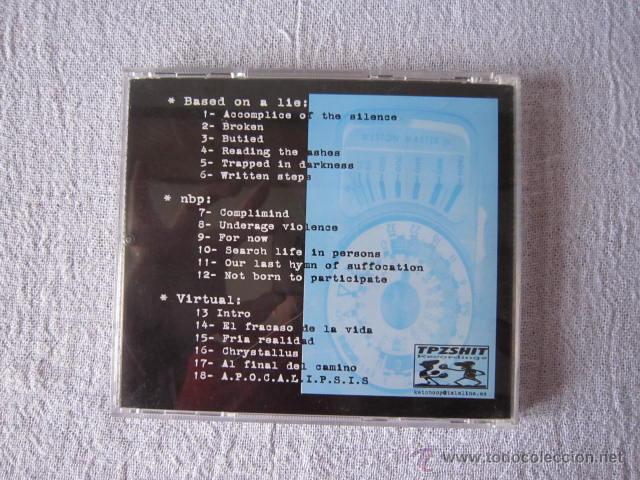 * Based on a lie:
1- Accomplice of the silence
2- Broken
3- Butied
4- Reading the ashes
5- Trapped in darkness
6- Written steps
* nbp:
7- Complimind
8- Underage violence
9- For now
10- Search life in persons
11- Our last hymn of suffocation
12- Not born to participate
* Virtual:
13 Intro
14- El fracaso de la vida
15- Fria realidad
16- Chrystallus
17- Al final del camino
18- A.P.O.C.A.L.I.P.S.I.S
TPZSHIT
Recordings
www.todocoleccion.net